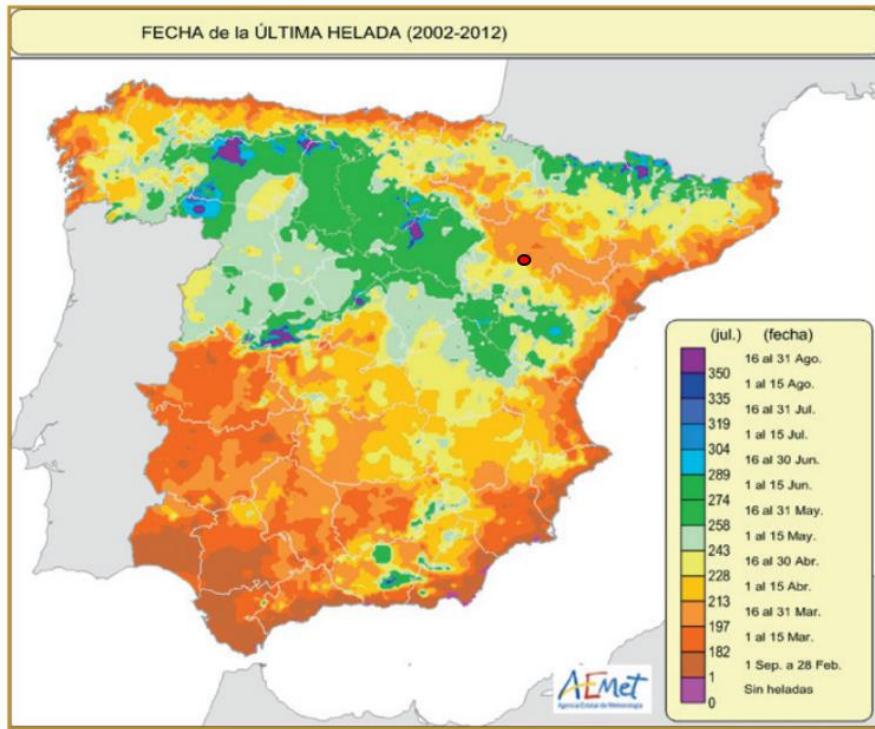 FECHA de la ÚLTIMA HELADA (2002-2012)
(jul.) (fecha)
16 al 31 Ago.
350
1 al 15 Ago.
335
16 al 31 Jul.
319
1 al 15 Jul.
304
16 al 30 Jun.
289
1 al 15 Jun.
274
16 al 31 May.
258
1 al 15 May.
243
16 al 30 Abr.
228
1 al 15 Abr.
213
16 al 31 Mar.
197
1 al 15 Mar.
182
1 Sep. a 28 Feb.
1
Sin heladas
0
AEmet
Agencia Estatal de Meteorología